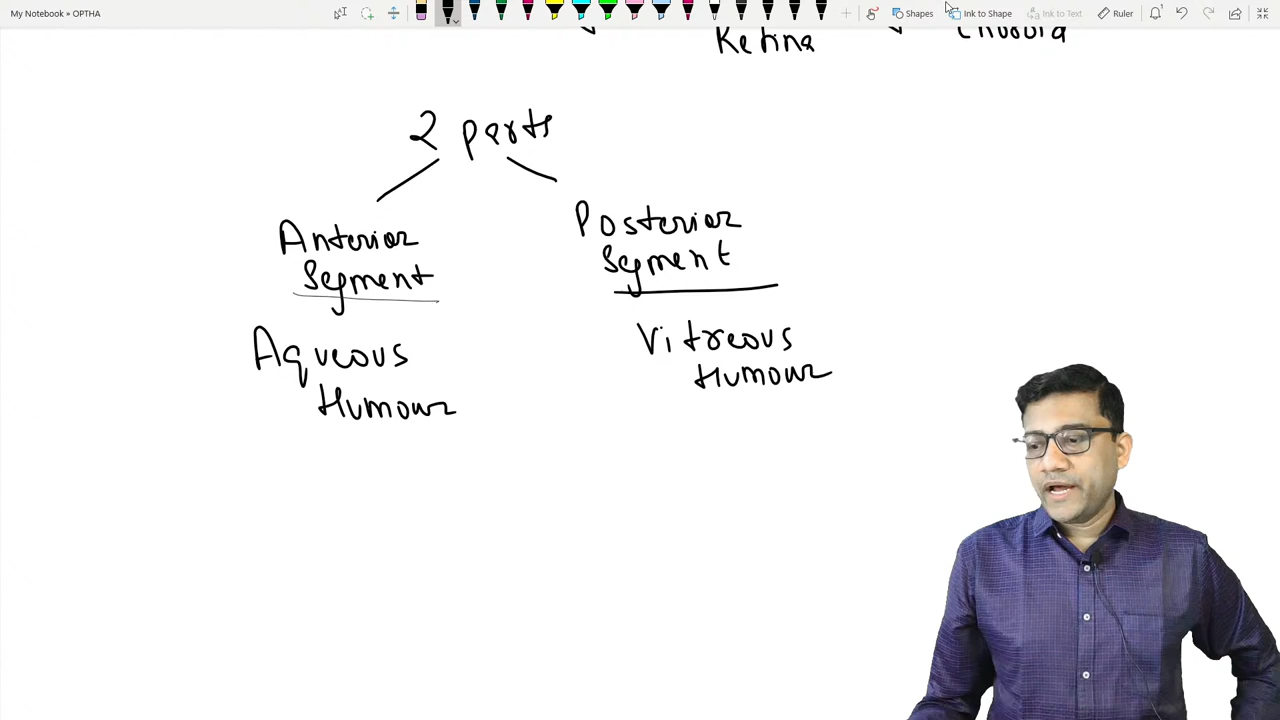 My Notebook » OPTHA
Shapes
Ink to Shape
Ink to Text
Ruler
Retina
2 parts
Anterior
Segment
Posterior
Segment
Aqueous
Humour
Vitreous
Humour